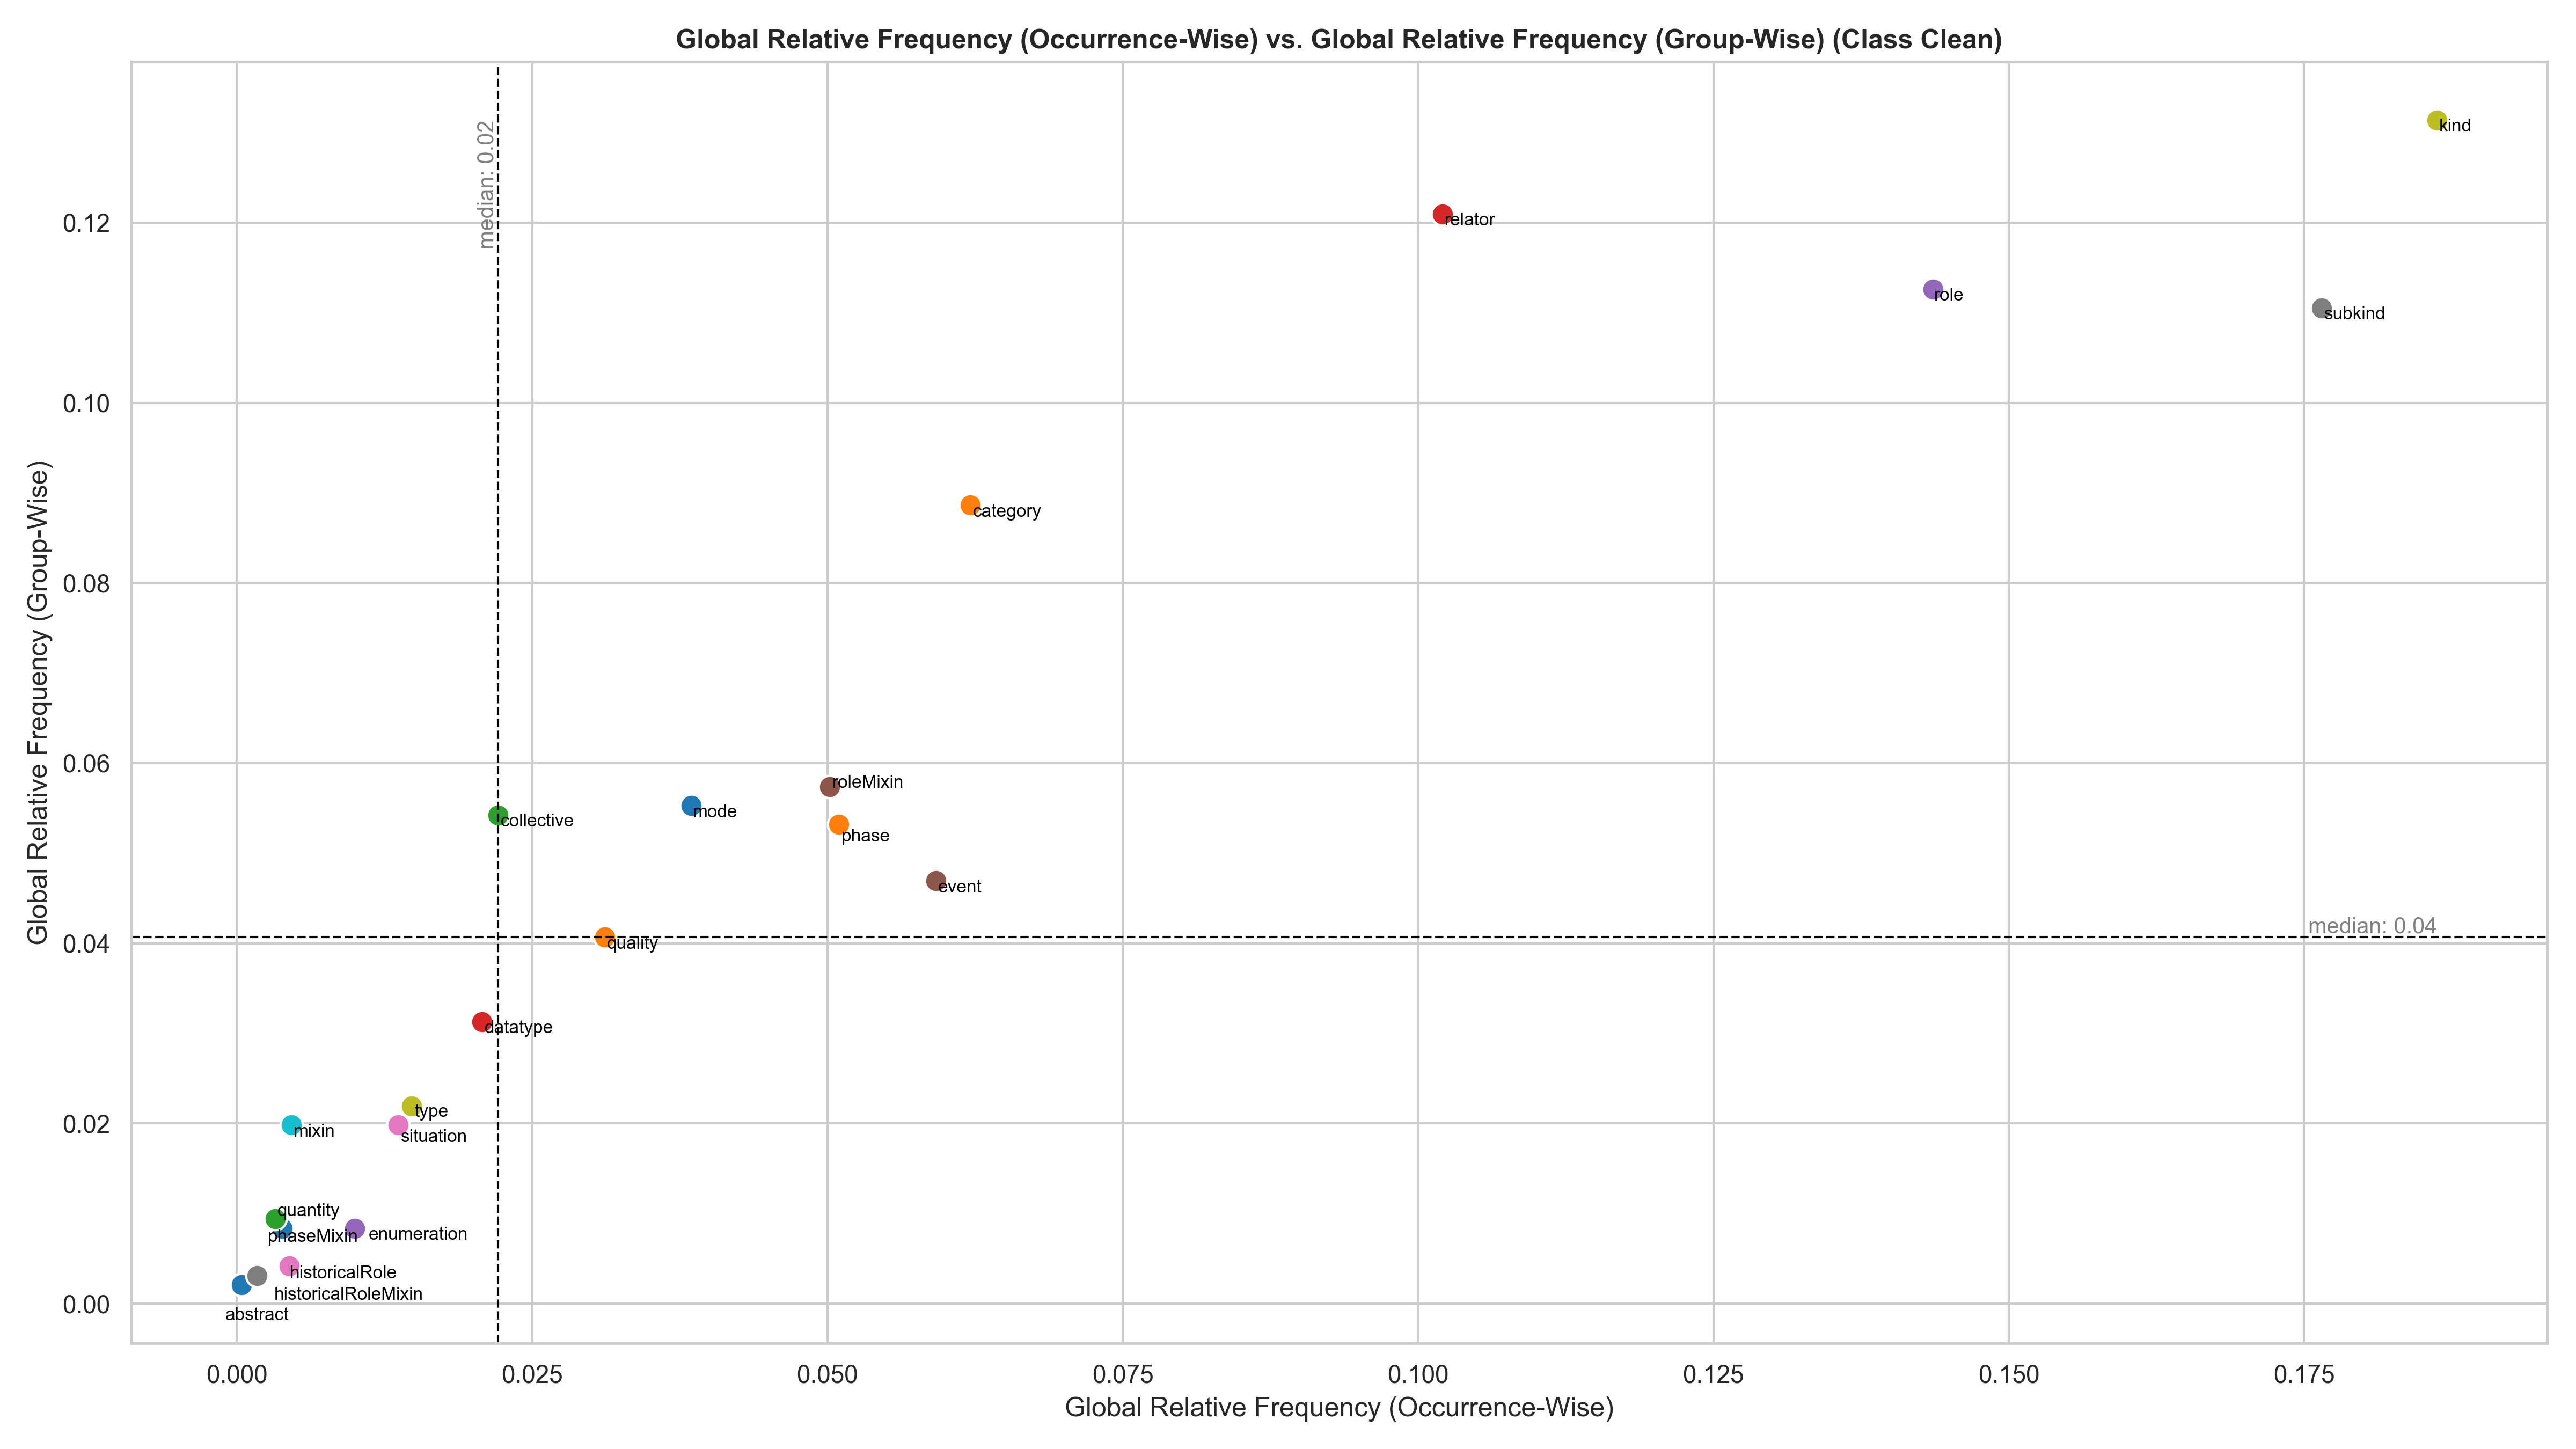 Global Relative Frequency (Occurrence-Wise) vs. Global Relative Frequency (Group-Wise) (Class Clean)
median: 0.02
kind
relator
role
subkind
category
roleMixin
mode
collective
phase
event
median: 0.04
quality
datatype
type
mixin
situation
quantity
phaseMixin
enumeration
historicalRole
historicalRoleMixin
abstract
0.12
0.10
0.08
0.06
0.04
0.02
0.00
Global Relative Frequency (Group-Wise)
0.000 0.025 0.050 0.075 0.100 0.125 0.150 0.175
Global Relative Frequency (Occurrence-Wise)